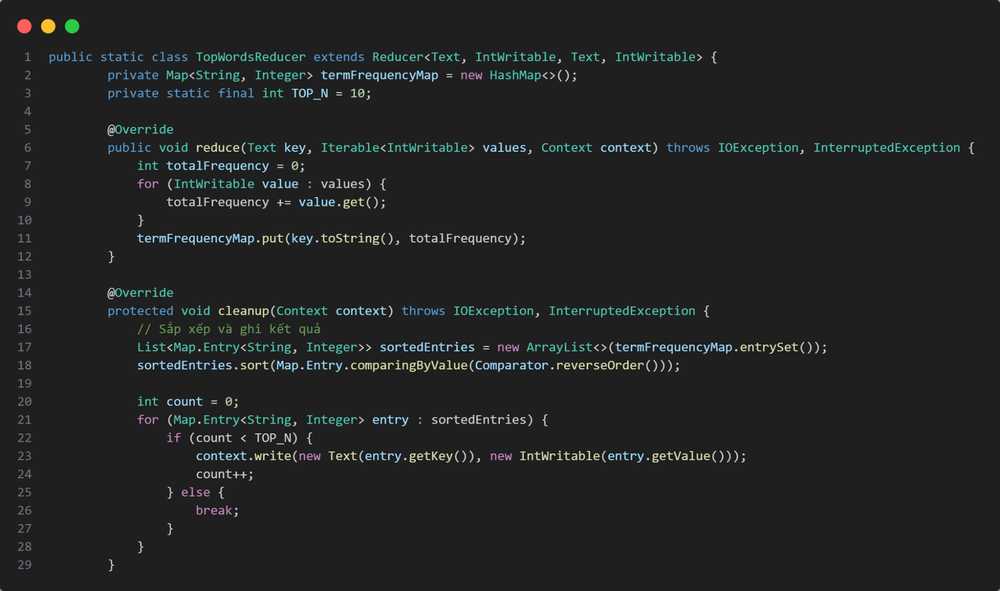 1 public static class TopWordsReducer extends Reducer<Text, IntWritable, Text, IntWritable> {
2         private Map<String, Integer> termFrequencyMap = new HashMap<>();
3         private static final int TOP_N = 10;
4
5         @Override
6         public void reduce(Text key, Iterable<IntWritable> values, Context context) throws IOException, InterruptedException {
7             int totalFrequency = 0;
8             for (IntWritable value : values) {
9                 totalFrequency += value.get();
10             }
11             termFrequencyMap.put(key.toString(), totalFrequency);
12         }
13
14         @Override
15         protected void cleanup(Context context) throws IOException, InterruptedException {
16             // Sắp xếp và ghi kết quả
17             List<Map.Entry<String, Integer>> sortedEntries = new ArrayList<>(termFrequencyMap.entrySet());
18             sortedEntries.sort(Map.Entry.comparingByValue(Comparator.reverseOrder()));
19
20             int count = 0;
21             for (Map.Entry<String, Integer> entry : sortedEntries) {
22                 if (count < TOP_N) {
23                     context.write(new Text(entry.getKey()), new IntWritable(entry.getValue()));
24                     count++;
25                 } else {
26                     break;
27                 }
28             }
29         }